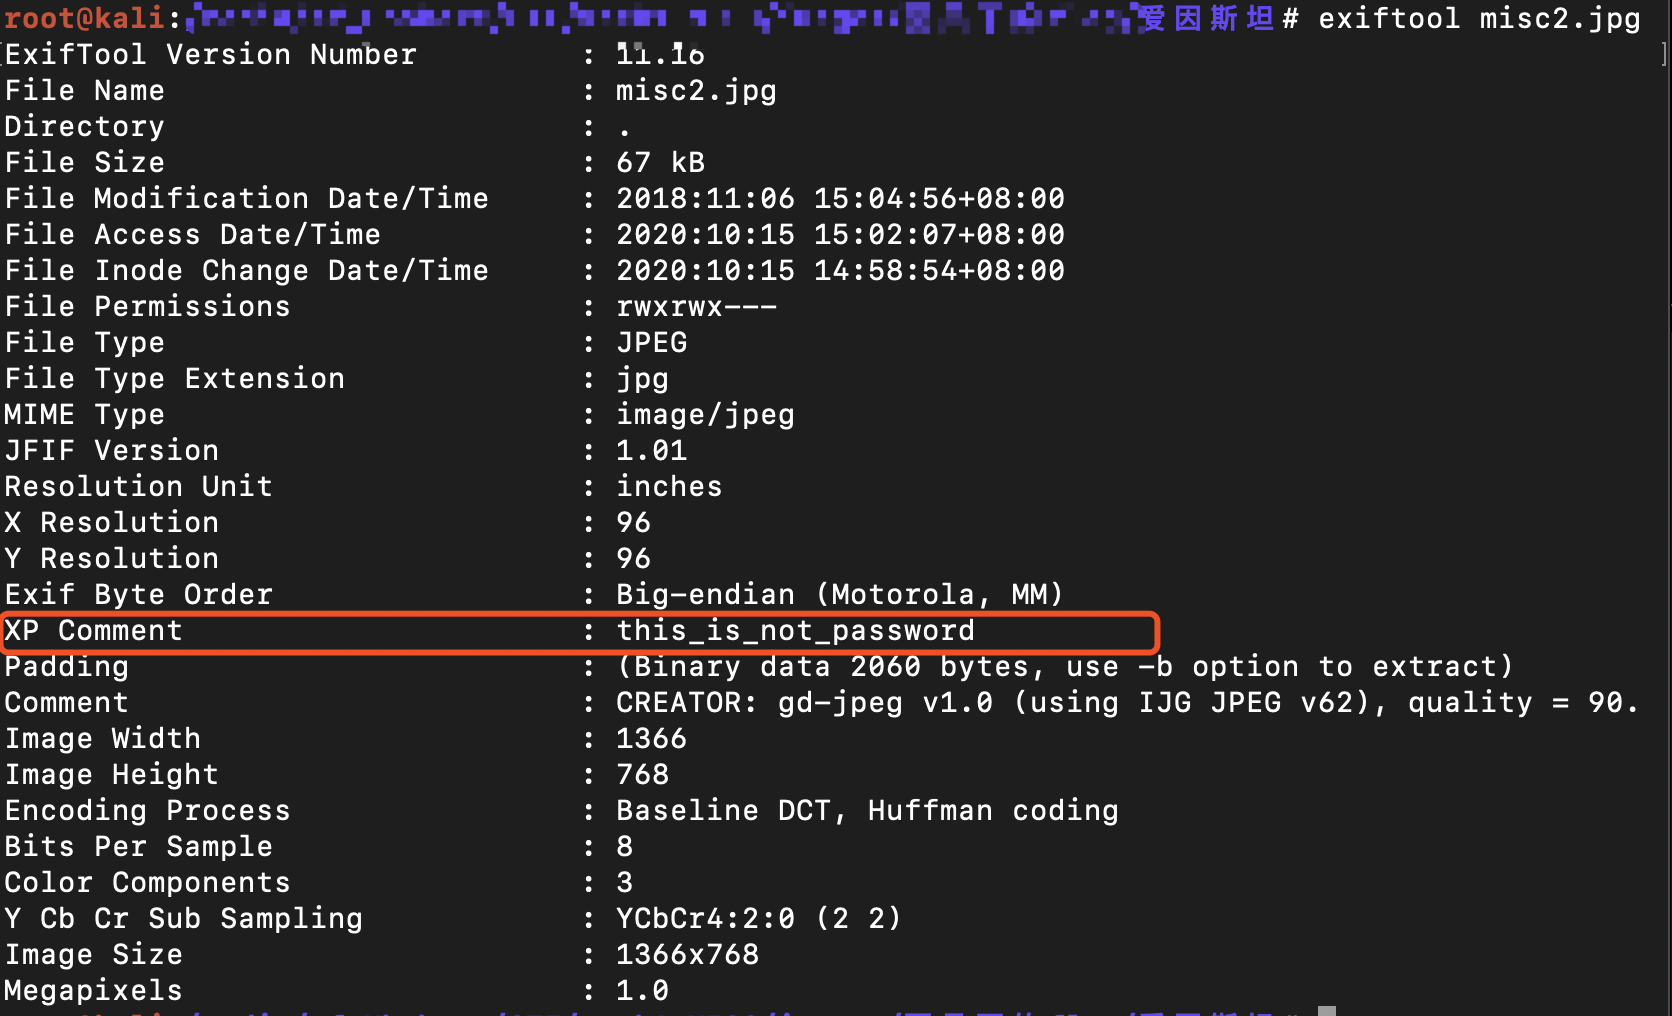 root@kali: 爱因斯坦# exiftool misc2.jpg
ExifTool Version Number : 11.16
File Name : misc2.jpg
Directory : .
File Size : 67 kB
File Modification Date/Time : 2018:11:06 15:04:56+08:00
File Access Date/Time : 2020:10:15 15:02:07+08:00
File Inode Change Date/Time : 2020:10:15 14:58:54+08:00
File Permissions : rwxrwx---
File Type : JPEG
File Type Extension : jpg
MIME Type : image/jpeg
JFIF Version : 1.01
Resolution Unit : inches
X Resolution : 96
Y Resolution : 96
Exif Byte Order : Big-endian (Motorola, MM)
XP Comment : this_is_not_password
Padding : (Binary data 2060 bytes, use -b option to extract)
Comment : CREATOR: gd-jpeg v1.0 (using IJG JPEG v62), quality = 90.
Image Width : 1366
Image Height : 768
Encoding Process : Baseline DCT, Huffman coding
Bits Per Sample : 8
Color Components : 3
Y Cb Cr Sub Sampling : YCbCr4:2:0 (2 2)
Image Size : 1366x768
Megapixels : 1.0